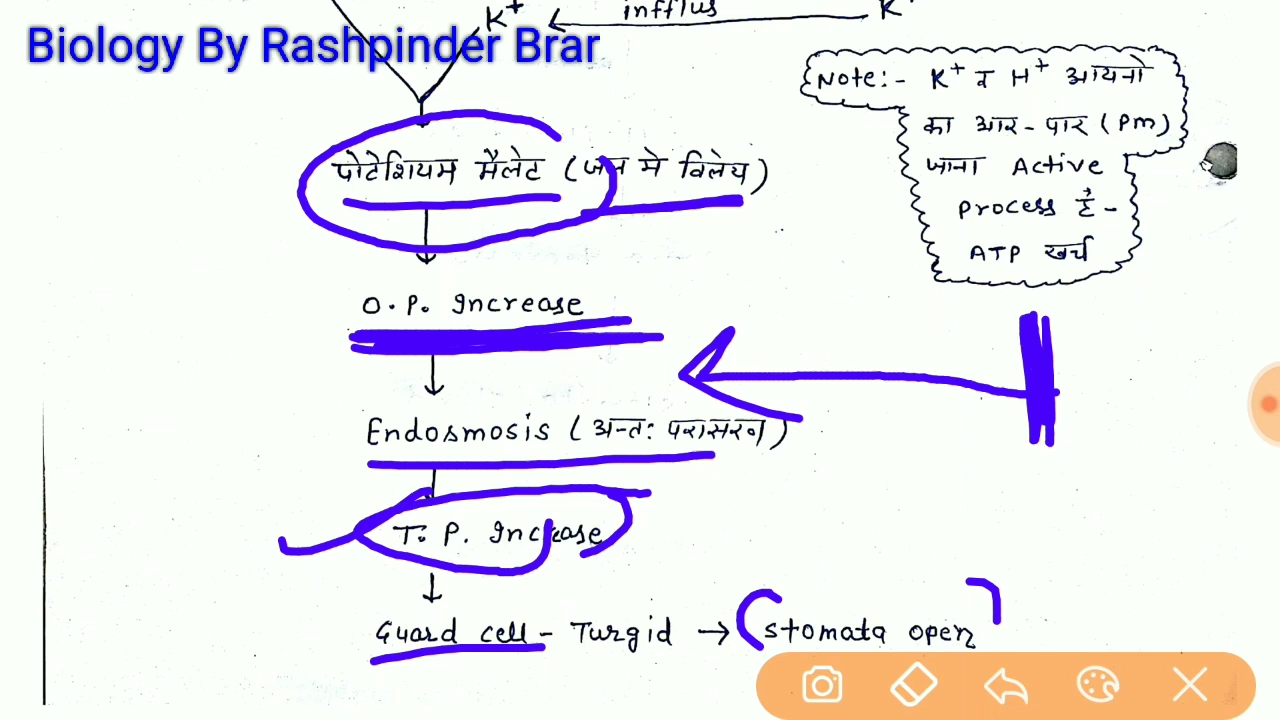 K⁺ infflus K⁺
Biology By Rashpinder Brar
Note:- K⁺ व H⁺ आयनो
का आर-पार (PM)
जाना Active
Process है-
ATP खर्च
पोटेशियम मैलेट (जल मे विलेय)
O.P. Increase
Endosmosis (अन्त: परासरण)
T. P. Increase
Guard cell - Turgid → stomata open